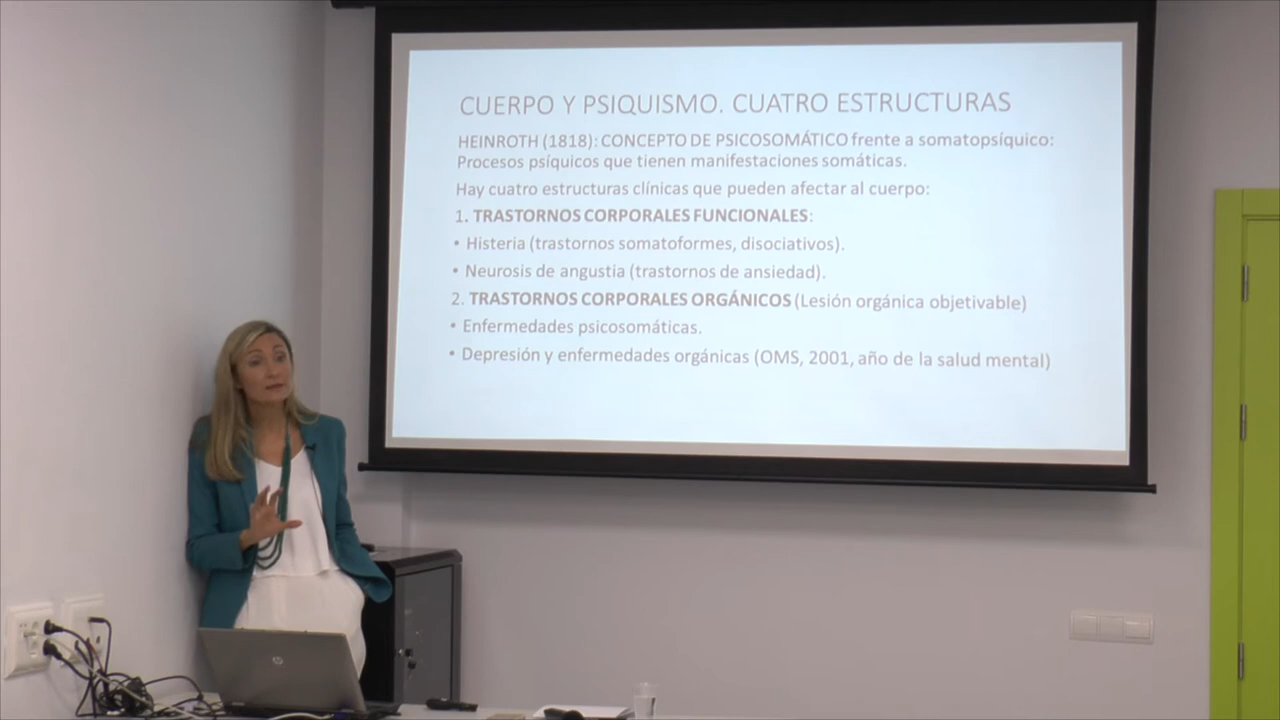 CUERPO Y PSIQUISMO. CUATRO ESTRUCTURAS
HEINROTH (1818): CONCEPTO DE PSICOSOMÁTICO frente a somatopsíquico:
Procesos psíquicos que tienen manifestaciones somáticas.
Hay cuatro estructuras clínicas que pueden afectar al cuerpo:
1. TRASTORNOS CORPORALES FUNCIONALES:
• Histeria (trastornos somatoformes, disociativos).
• Neurosis de angustia (trastornos de ansiedad).
2. TRASTORNOS CORPORALES ORGÁNICOS (Lesión orgánica objetivable)
• Enfermedades psicosomáticas.
• Depresión y enfermedades orgánicas (OMS, 2001, año de la salud mental)
hp